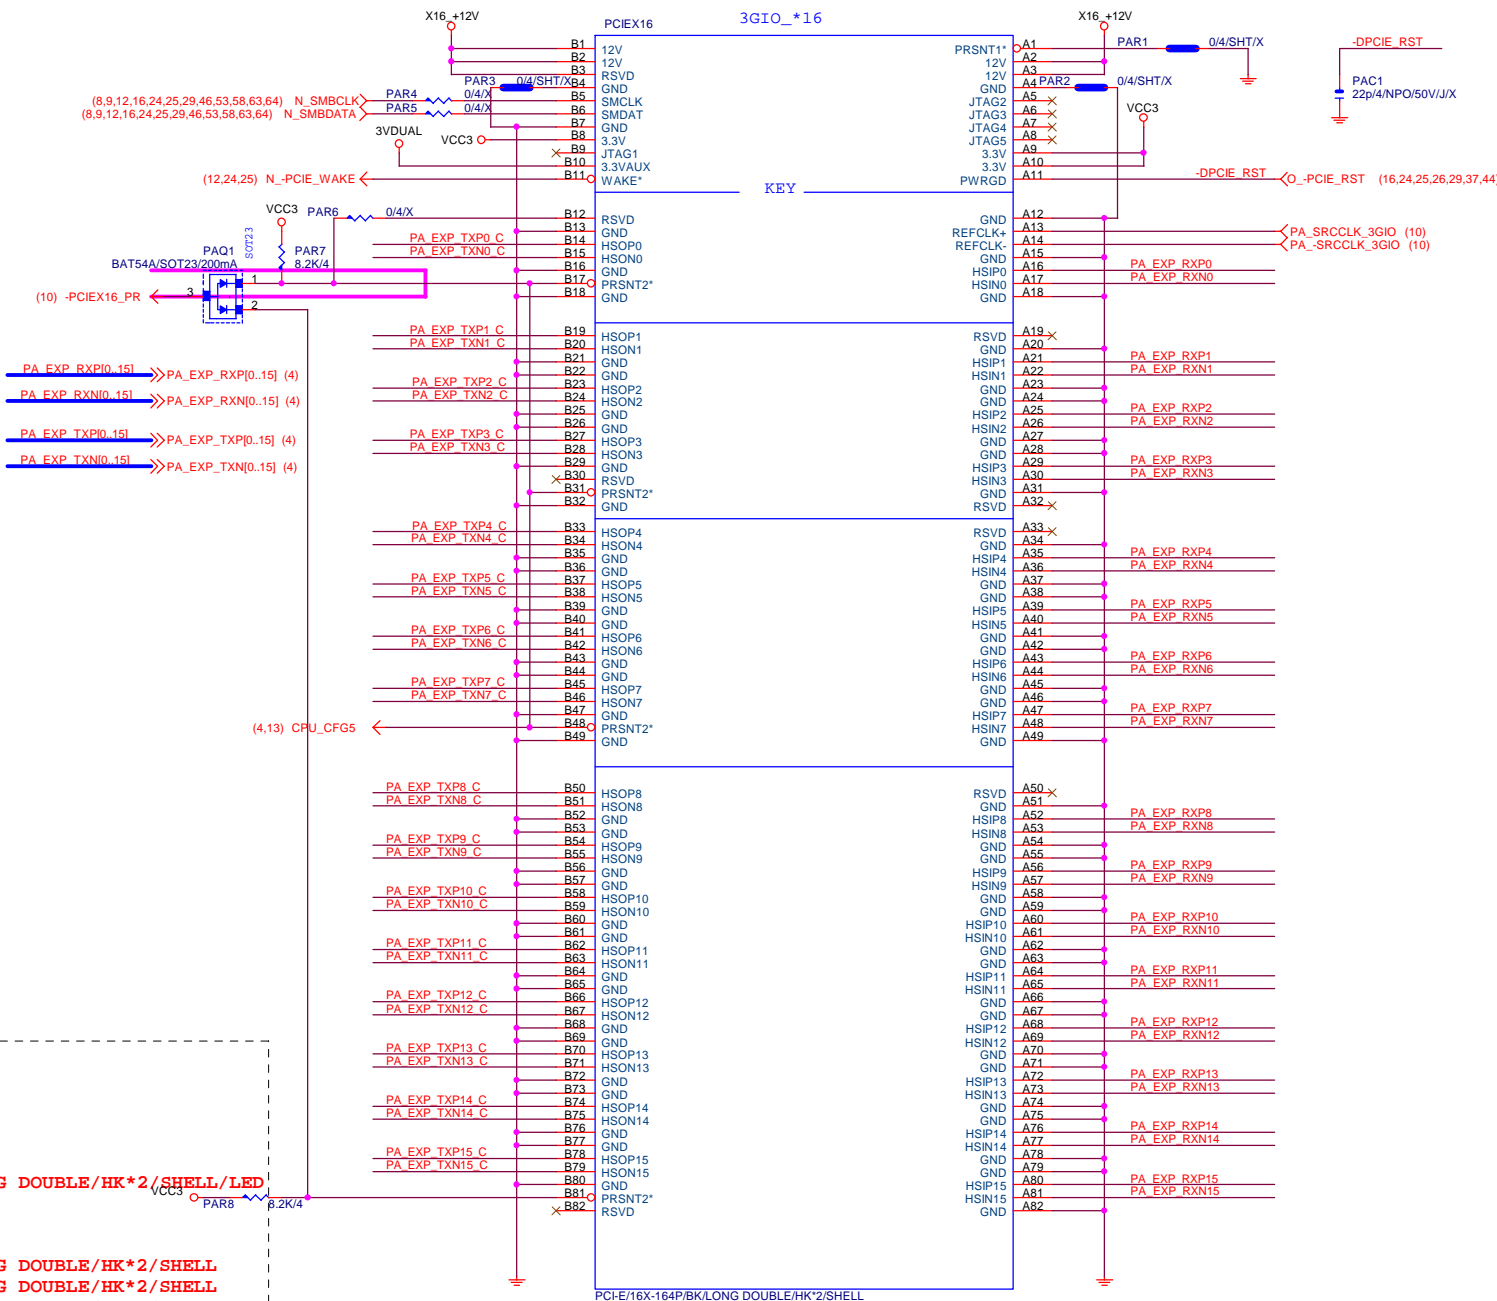 X16_+12V
PCIEX16
3GIO_*16
X16_+12V
B1 12V
B2 12V
B3 RSVD
B4 GND
B5 SMCLK
B6 SMDAT
B7 GND
B8 3.3V
B9 JTAG1
B10 3.3VAUX
B11 WAKE*
PRSNT1* A1
12V A2
12V A3
GND A4
JTAG2 A5
JTAG3 A6
JTAG4 A7
JTAG5 A8
3.3V A9
3.3V A10
PWRGD A11
PAR1 0/4/SHT/X
PAR2 0/4/SHT/X
PAR3 0/4/SHT/X
VCC3
-DPCIE_RST
PAC1
22p/4/NPO/50V/J/X
(8,9,12,16,24,25,29,46,53,58,63,64) N_SMBCLK PAR4 0/4/X
(8,9,12,16,24,25,29,46,53,58,63,64) N_SMBDATA PAR5 0/4/X
3VDUAL
VCC3
(12,24,25) N_-PCIE_WAKE
-DPCIE_RST O_-PCIE_RST (16,24,25,26,29,37,44)
KEY
VCC3
PAR6 0/4/X
PAR7
8.2K/4
SOT23
PAQ1
BAT54A/SOT23/200mA
1
3
2
(10) -PCIEX16_PR
PA_EXP_TXP0_C
PA_EXP_TXN0_C
B12 RSVD
B13 GND
B14 HSOP0
B15 HSON0
B16 GND
B17 PRSNT2*
B18 GND
GND A12
REFCLK+ A13
REFCLK- A14
GND A15
HSIP0 A16
HSIN0 A17
GND A18
PA_SRCCLK_3GIO (10)
PA_-SRCCLK_3GIO (10)
PA_EXP_RXP0
PA_EXP_RXN0
PA_EXP_RXP[0..15] PA_EXP_RXP[0..15] (4)
PA_EXP_RXN[0..15] PA_EXP_RXN[0..15] (4)
PA_EXP_TXP[0..15] PA_EXP_TXP[0..15] (4)
PA_EXP_TXN[0..15] PA_EXP_TXN[0..15] (4)
PA_EXP_TXP1_C B19 HSOP1
PA_EXP_TXN1_C B20 HSON1
B21 GND
B22 GND
PA_EXP_TXP2_C B23 HSOP2
PA_EXP_TXN2_C B24 HSON2
B25 GND
B26 GND
PA_EXP_TXP3_C B27 HSOP3
PA_EXP_TXN3_C B28 HSON3
B29 GND
B30 RSVD
B31 PRSNT2*
B32 GND
RSVD A19
GND A20
HSIP1 A21 PA_EXP_RXP1
HSIN1 A22 PA_EXP_RXN1
GND A23
GND A24
HSIP2 A25 PA_EXP_RXP2
HSIN2 A26 PA_EXP_RXN2
GND A27
GND A28
HSIP3 A29 PA_EXP_RXP3
HSIN3 A30 PA_EXP_RXN3
GND A31
RSVD A32
PA_EXP_TXP4_C B33 HSOP4
PA_EXP_TXN4_C B34 HSON4
B35 GND
B36 GND
PA_EXP_TXP5_C B37 HSOP5
PA_EXP_TXN5_C B38 HSON5
B39 GND
B40 GND
PA_EXP_TXP6_C B41 HSOP6
PA_EXP_TXN6_C B42 HSON6
B43 GND
B44 GND
PA_EXP_TXP7_C B45 HSOP7
PA_EXP_TXN7_C B46 HSON7
B47 GND
(4,13) CPU_CFG5 B48 PRSNT2*
B49 GND
RSVD A33
GND A34
HSIP4 A35 PA_EXP_RXP4
HSIN4 A36 PA_EXP_RXN4
GND A37
GND A38
HSIP5 A39 PA_EXP_RXP5
HSIN5 A40 PA_EXP_RXN5
GND A41
GND A42
HSIP6 A43 PA_EXP_RXP6
HSIN6 A44 PA_EXP_RXN6
GND A45
GND A46
HSIP7 A47 PA_EXP_RXP7
HSIN7 A48 PA_EXP_RXN7
GND A49
PA_EXP_TXP8_C B50 HSOP8
PA_EXP_TXN8_C B51 HSON8
B52 GND
B53 GND
PA_EXP_TXP9_C B54 HSOP9
PA_EXP_TXN9_C B55 HSON9
B56 GND
B57 GND
PA_EXP_TXP10_C B58 HSOP10
PA_EXP_TXN10_C B59 HSON10
B60 GND
B61 GND
PA_EXP_TXP11_C B62 HSOP11
PA_EXP_TXN11_C B63 HSON11
B64 GND
B65 GND
PA_EXP_TXP12_C B66 HSOP12
PA_EXP_TXN12_C B67 HSON12
B68 GND
B69 GND
PA_EXP_TXP13_C B70 HSOP13
PA_EXP_TXN13_C B71 HSON13
B72 GND
B73 GND
PA_EXP_TXP14_C B74 HSOP14
PA_EXP_TXN14_C B75 HSON14
B76 GND
B77 GND
PA_EXP_TXP15_C B78 HSOP15
PA_EXP_TXN15_C B79 HSON15
B80 GND
B81 PRSNT2*
B82 RSVD
RSVD A50
GND A51
HSIP8 A52 PA_EXP_RXP8
HSIN8 A53 PA_EXP_RXN8
GND A54
GND A55
HSIP9 A56 PA_EXP_RXP9
HSIN9 A57 PA_EXP_RXN9
GND A58
GND A59
HSIP10 A60 PA_EXP_RXP10
HSIN10 A61 PA_EXP_RXN10
GND A62
GND A63
HSIP11 A64 PA_EXP_RXP11
HSIN11 A65 PA_EXP_RXN11
GND A66
GND A67
HSIP12 A68 PA_EXP_RXP12
HSIN12 A69 PA_EXP_RXN12
GND A70
GND A71
HSIP13 A72 PA_EXP_RXP13
HSIN13 A73 PA_EXP_RXN13
GND A74
GND A75
HSIP14 A76 PA_EXP_RXP14
HSIN14 A77 PA_EXP_RXN14
GND A78
GND A79
HSIP15 A80 PA_EXP_RXP15
HSIN15 A81 PA_EXP_RXN15
GND A82
G DOUBLE/HK*2/SHELL/LED
VCC3
PAR8 8.2K/4
G DOUBLE/HK*2/SHELL
G DOUBLE/HK*2/SHELL
PCI-E/16X-164P/BK/LONG DOUBLE/HK*2/SHELL